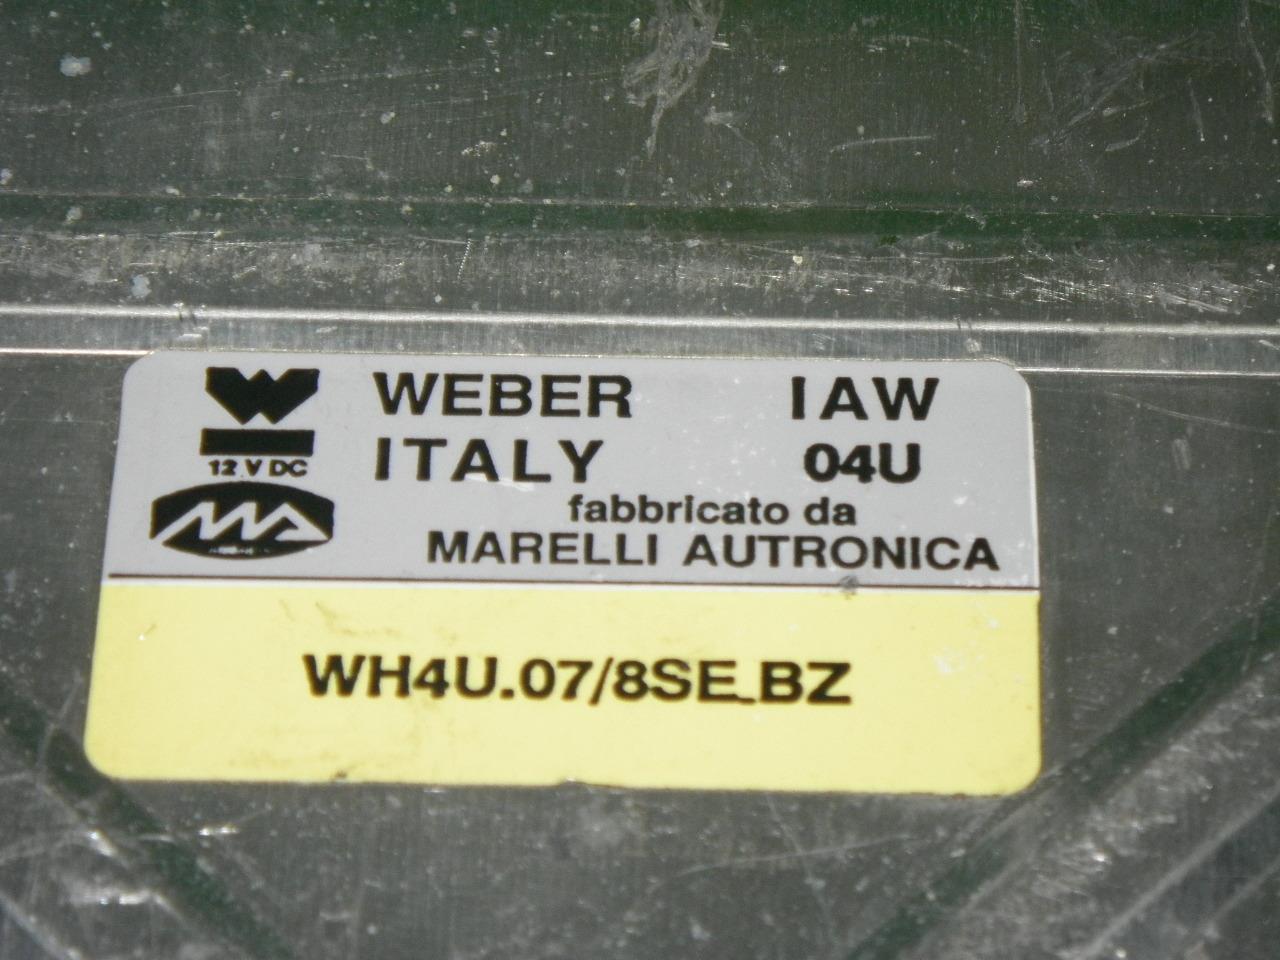 WEBER IAW
ITALY 04U
12 V DC
fabbricato da
MARELLI AUTRONICA
WH4U.07/8SE.BZ